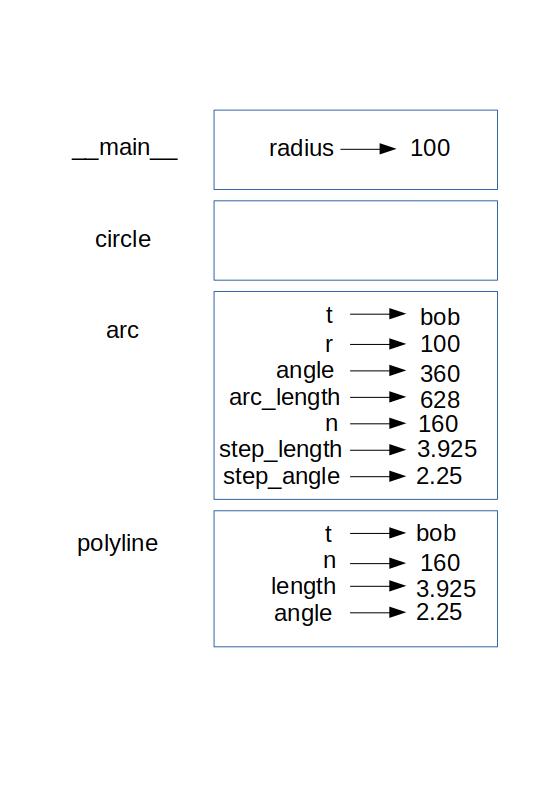 __main__ radius 100
circle
arc
t bob
r 100
angle 360
arc_length 628
n 160
step_length 3.925
step_angle 2.25
polyline
t bob
n 160
length 3.925
angle 2.25